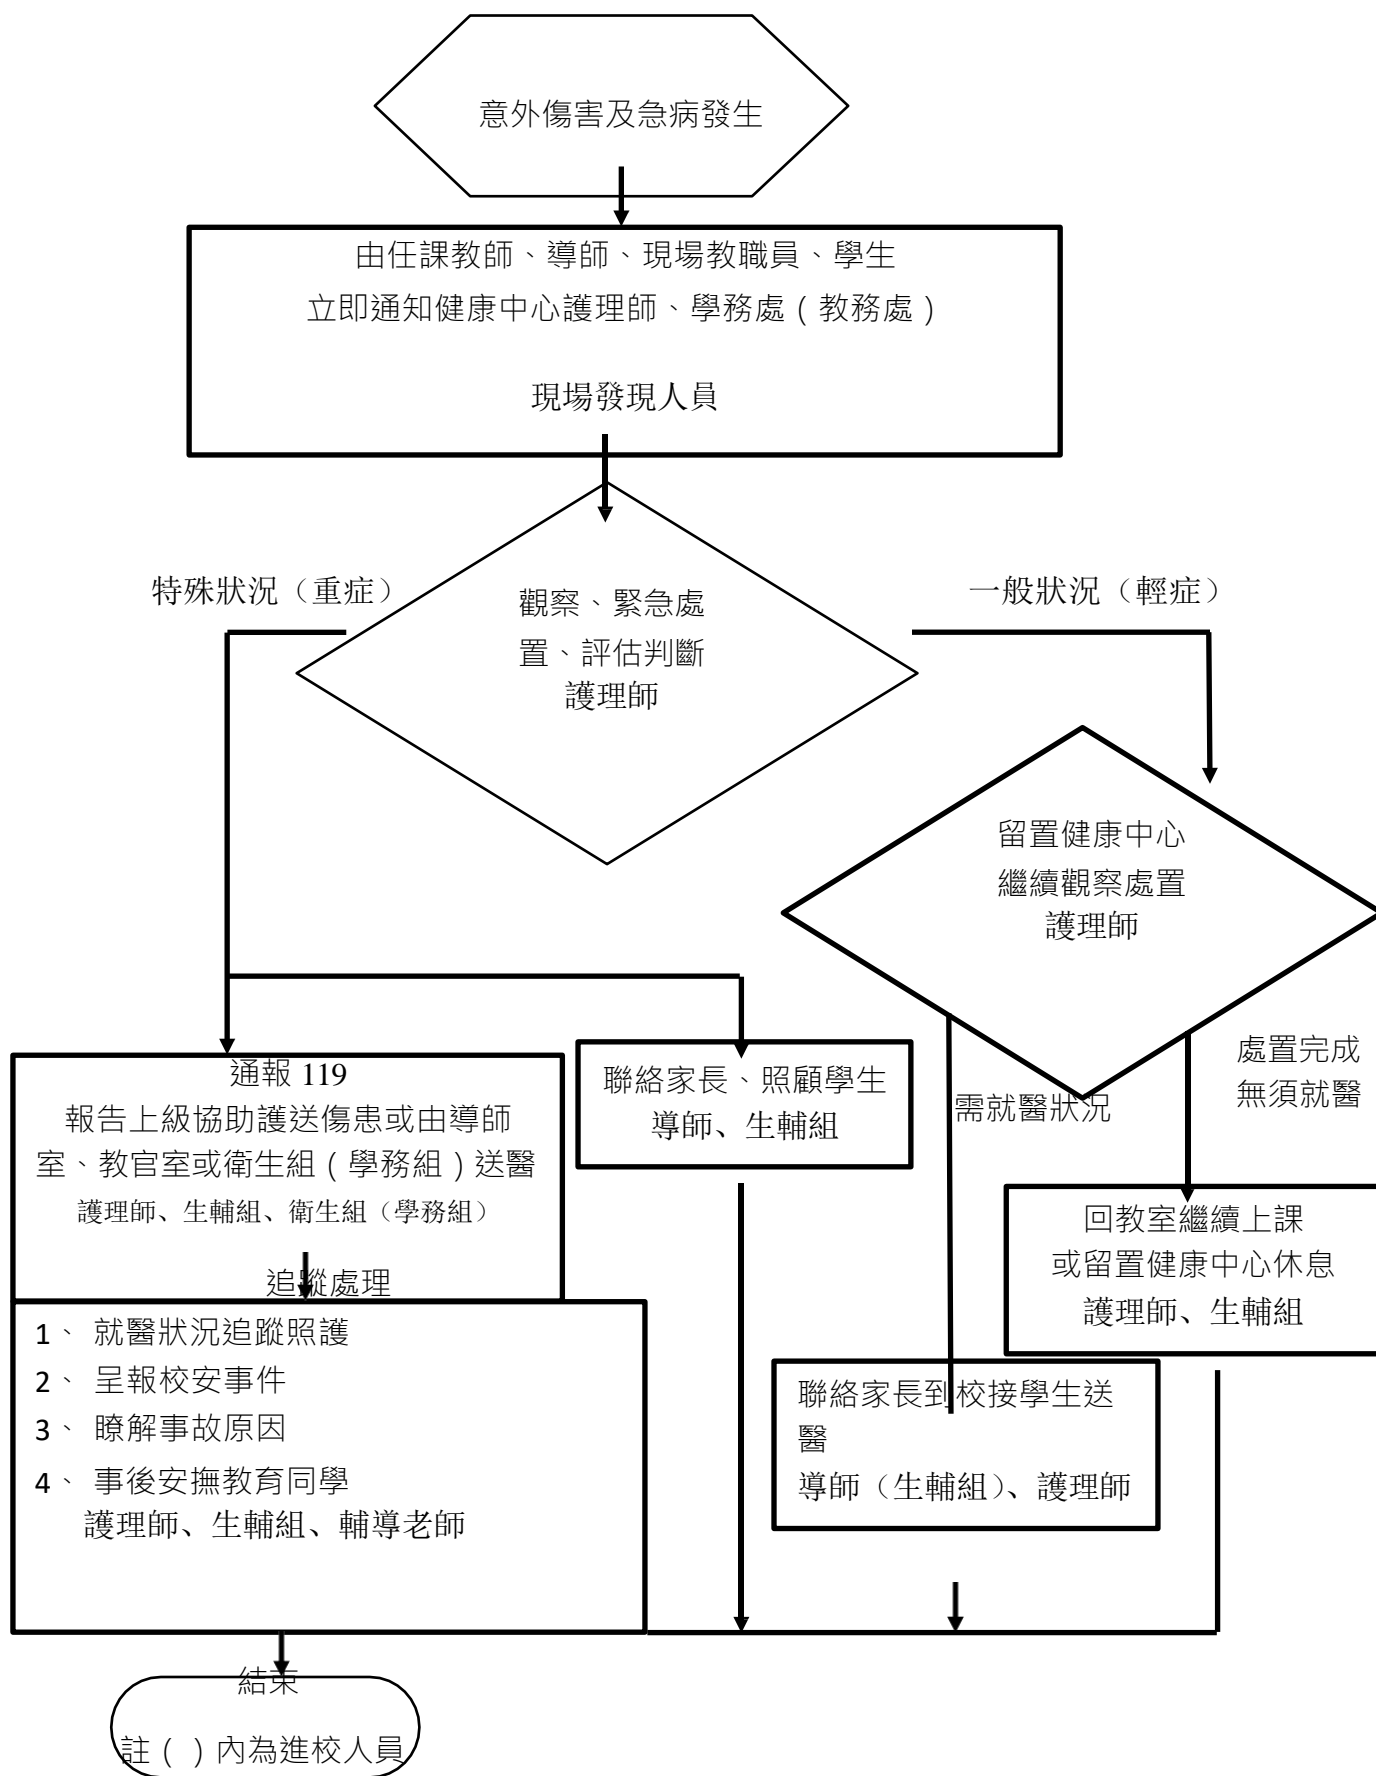 意外傷害及急病發生
由任課教師、導師、現場教職員、學生
立即通知健康中心護理師、學務處(教務處)
現場發現人員
特殊狀況（重症）
一般狀況（輕症）
觀察、緊急處
置、評估判斷
護理師
留置健康中心
繼續觀察處置
護理師
處置完成
無須就醫
需就醫狀況
通報 119
報告上級協助護送傷患或由導師
室、教官室或衛生組(學務組)送醫
護理師、生輔組、衛生組（學務組）
聯絡家長、照顧學生
導師、生輔組
回教室繼續上課
或留置健康中心休息
護理師、生輔組
追蹤處理
1、 就醫狀況追蹤照護
2、 呈報校安事件
3、 瞭解事故原因
4、 事後安撫教育同學
護理師、生輔組、輔導老師
聯絡家長到校接學生送
醫
導師（生輔組）、護理師
結束
註( )內為進校人員